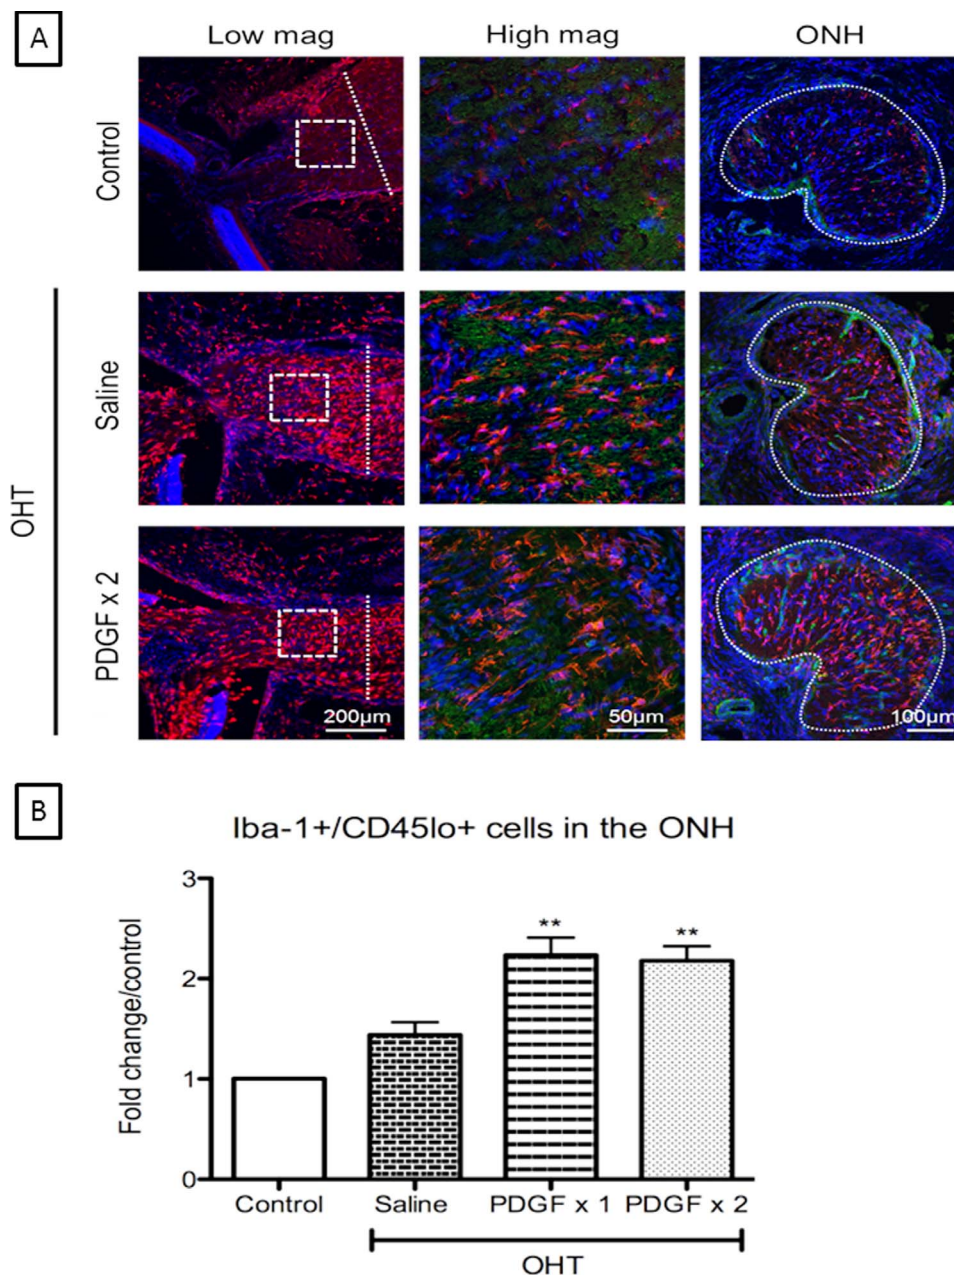 A
Low mag High mag ONH
Control
Saline
OHT
PDGF x 2
200µm 50µm 100µm
B
Iba-1+/CD45lo+ cells in the ONH
Fold change/control
3
2
1
0
** **
Control Saline PDGF x 1 PDGF x 2
OHT